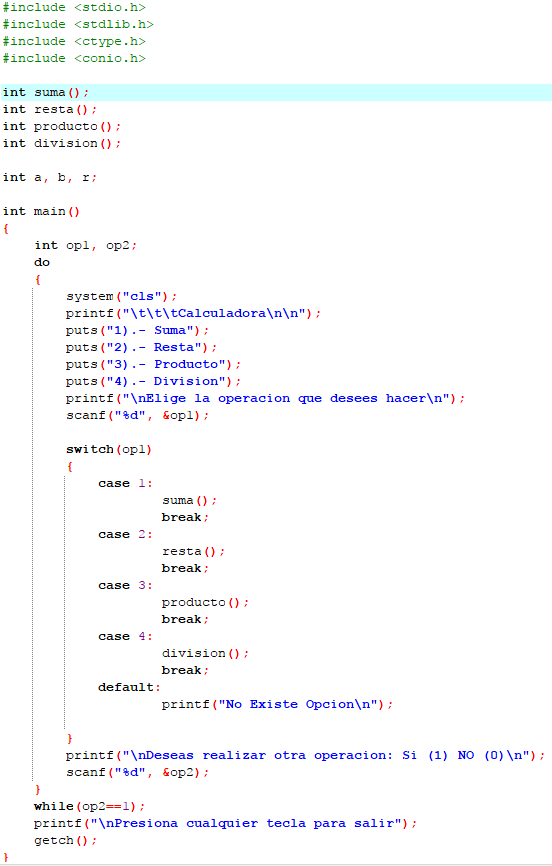 #include <stdio.h>
#include <stdlib.h>
#include <ctype.h>
#include <conio.h>
int suma();
int resta();
int producto();
int division();
int a, b, r;
int main()
{
int op1, op2;
do
{
system("cls");
printf("\t\t\tCalculadora\n\n");
puts("1).- Suma");
puts("2).- Resta");
puts("3).- Producto");
puts("4).- Division");
printf("\nElige la operacion que desees hacer\n");
scanf("%d", &op1);
switch(op1)
{
case 1:
suma();
break;
case 2:
resta();
break;
case 3:
producto();
break;
case 4:
division();
break;
default:
printf("No Existe Opcion\n");
}
printf("\nDeseas realizar otra operacion: Si (1) NO (0)\n");
scanf("%d", &op2);
}
while(op2==1);
printf("\nPresiona cualquier tecla para salir");
getch();
}